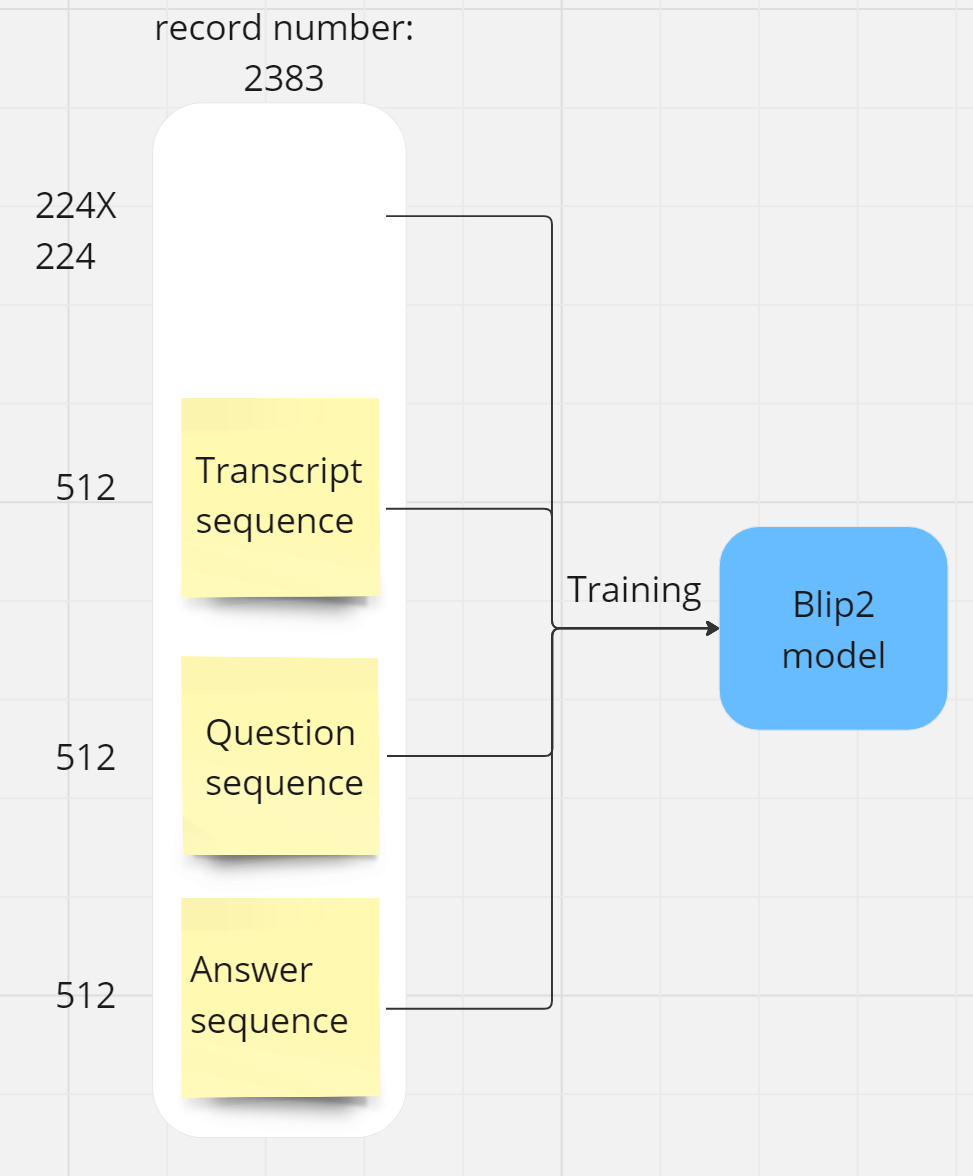 record number:
2383
224X
224
512
Transcript
sequence
Training
Blip2
model
512
Question
sequence
512
Answer
sequence